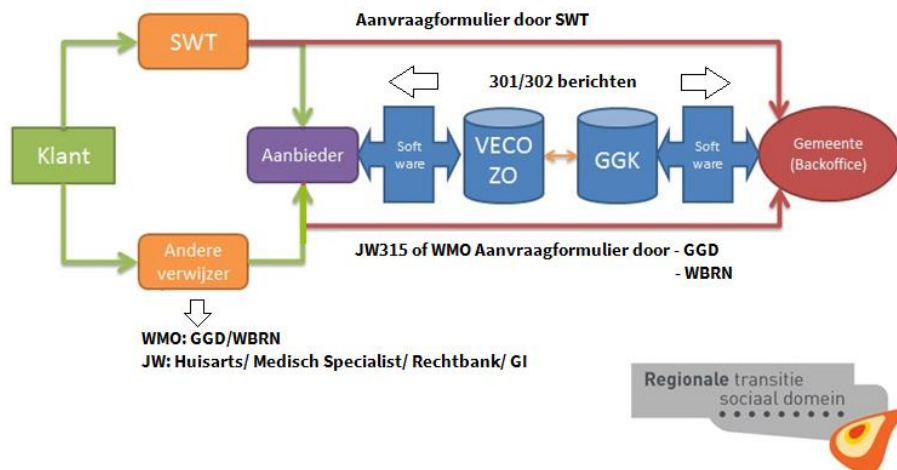 Aanvraagformulier door SWT
SWT
301/302 berichten
Klant
Aanbieder
Soft
ware
VECO
ZO
GGK
Soft
ware
Gemeente
(Backoffice)
Andere
verwijzer
JW315 of WMO Aanvraagformulier door - GGD
- WBRN
WMO: GGD/WBRN
JW: Huisarts/ Medisch Specialist/ Rechtbank/ GI
Regionale transitie
sociaal domein